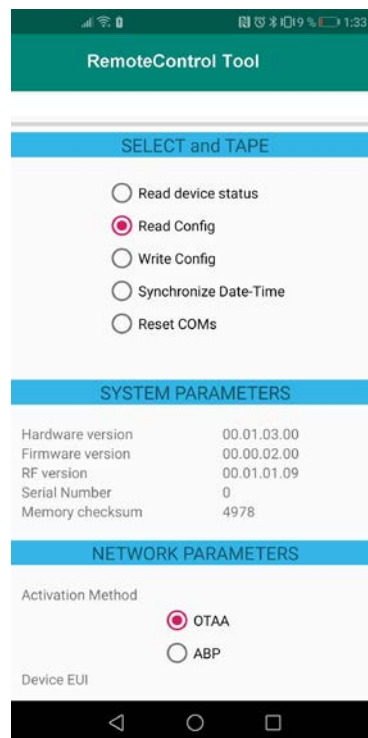 19 % 1:33
RemoteControl Tool
SELECT and TAPE
Read device status
Read Config
Write Config
Synchronize Date-Time
Reset COMs
SYSTEM PARAMETERS
Hardware version 00.01.03.00
Firmware version 00.00.02.00
RF version 00.01.01.09
Serial Number 0
Memory checksum 4978
NETWORK PARAMETERS
Activation Method
OTAA
ABP
Device EUI